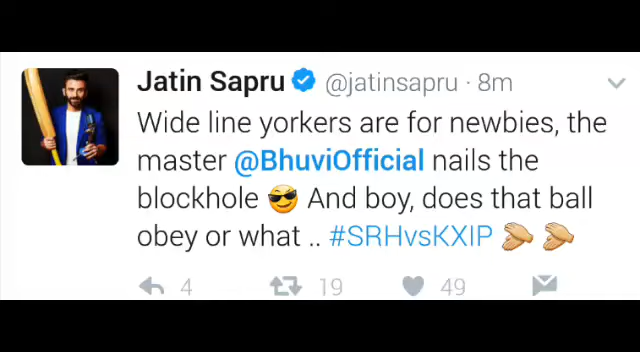 Jatin Sapru @jatinsapru · 8m
Wide line yorkers are for newbies, the
master @BhuviOfficial nails the
blockhole 😎 And boy, does that ball
obey or what .. #SRHvsKXIP 👏 👏
4 19 49